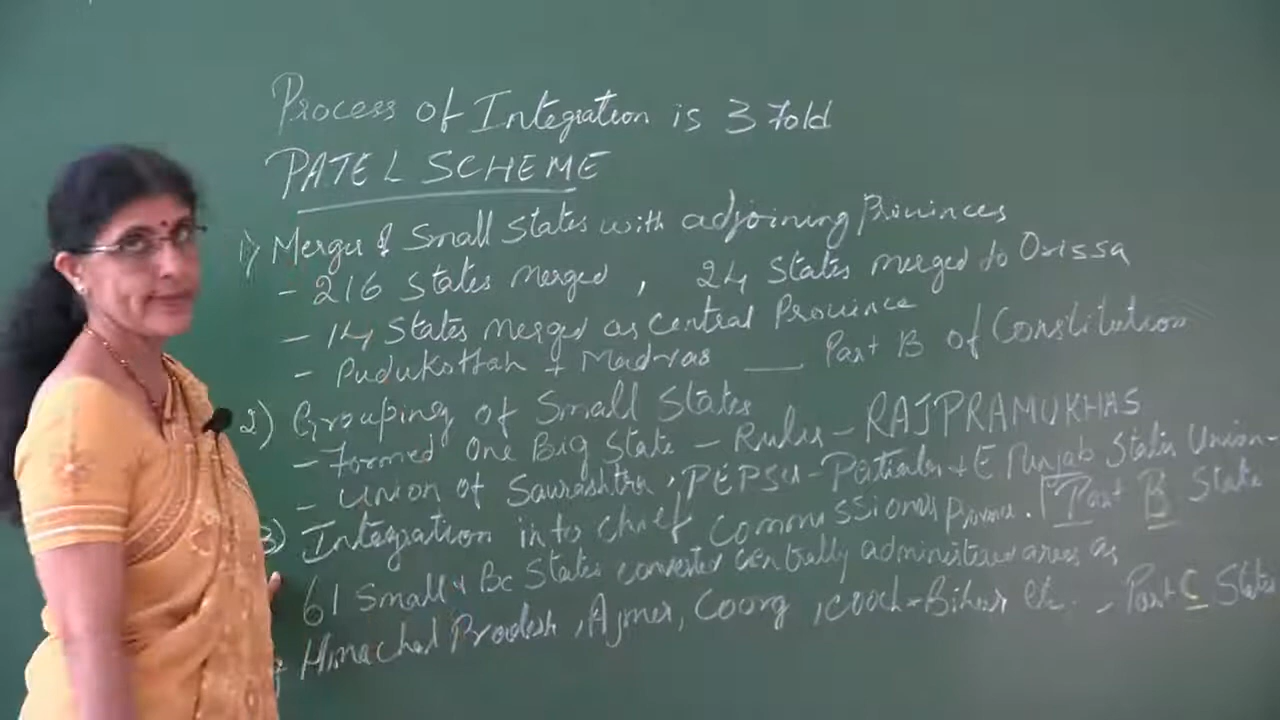 Process of Integration is 3 fold
PATEL SCHEME
1) Merger of Small States with adjoining Provinces
- 216 States Merged, 24 States merged to Orissa
- 14 States Merged as Central Province
- Pudukottah + Madras — Part B of Constitution
2) Grouping of Small States
- Formed One Big State - Ruler - RAJPRAMUKHAS
- Union of Saurashtra, PEPSU - Patiala + E Punjab States Union -
Part B State
3) Integration into Chief Commissioners Province.
61 Small + Bc States converted centrally administered areas as
Himachal Pradesh, Ajmer, Coorg, Cooch-Bihar etc. - Part C States